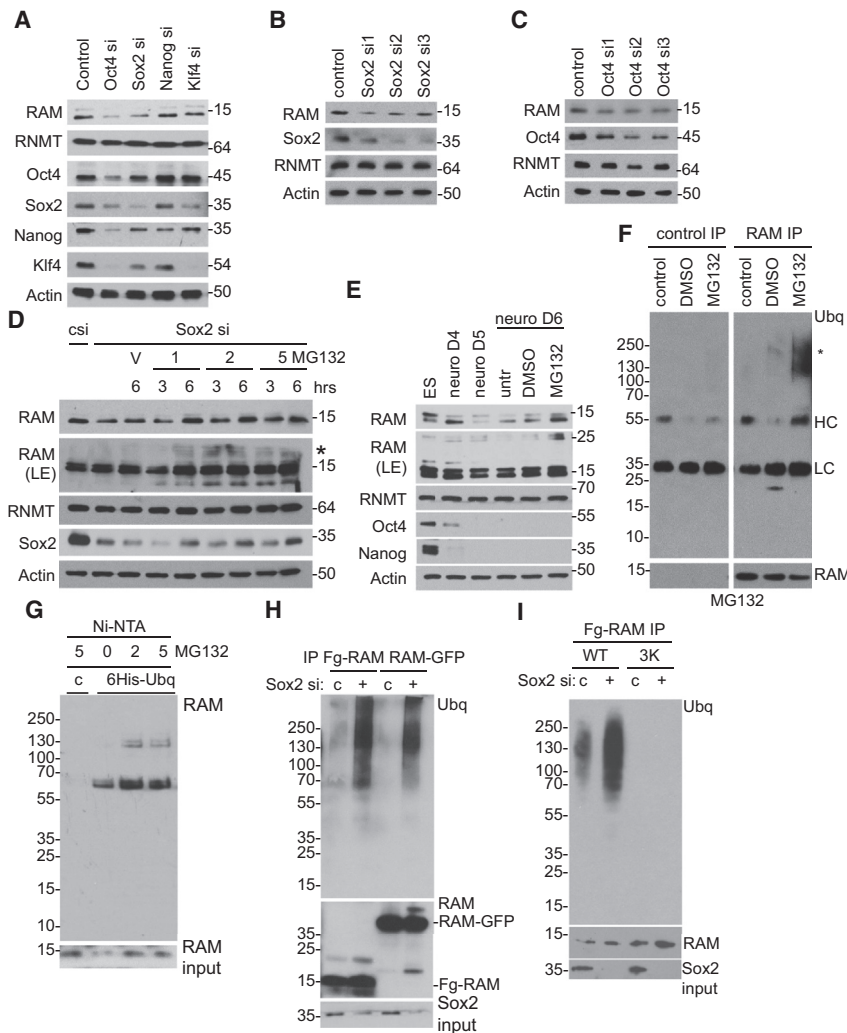 A
Control
Oct4 si
Sox2 si
Nanog si
Klf4 si
RAM
-15
RNMT
-64
Oct4
-45
Sox2
-35
Nanog
-35
Klf4
-54
Actin
-50
B
control
Sox2 si1
Sox2 si2
Sox2 si3
RAM
-15
Sox2
-35
RNMT
-64
Actin
-50
C
control
Oct4 si1
Oct4 si2
Oct4 si3
RAM
-15
Oct4
-45
RNMT
-64
Actin
-50
D
csi
Sox2 si
V 1 2 5 MG132
6 3 6 3 6 3 6 hrs
RAM
-15
RAM
(LE)
*
-15
RNMT
-64
Sox2
-35
Actin
-50
E
neuro D6
ES
neuro D4
neuro D5
untr
DMSO
MG132
RAM
-15
RAM
(LE)
-25
-15
RNMT
-70
Oct4
-55
Nanog
-35
Actin
-50
F
control IP
RAM IP
control
DMSO
MG132
control
DMSO
MG132
Ubq
250-
130-
100-
70-
*
55-
HC
35-
LC
25-
15-
10-
15-
RAM
MG132
G
Ni-NTA
5 0 2 5 MG132
c 6His-Ubq
RAM
250-
130-
100-
70-
55-
35-
25-
15-
10-
15-
RAM
input
H
IP Fg-RAM RAM-GFP
Sox2 si: c + c +
Ubq
250-
130-
100-
70-
55-
35-
25-
15-
RAM
-RAM-GFP
35-
25-
15-
-Fg-RAM
35-
Sox2
input
I
Fg-RAM IP
WT 3K
Sox2 si: c + c +
Ubq
250-
130-
100-
70-
55-
35-
25-
15-
15-
RAM
35-
Sox2
input